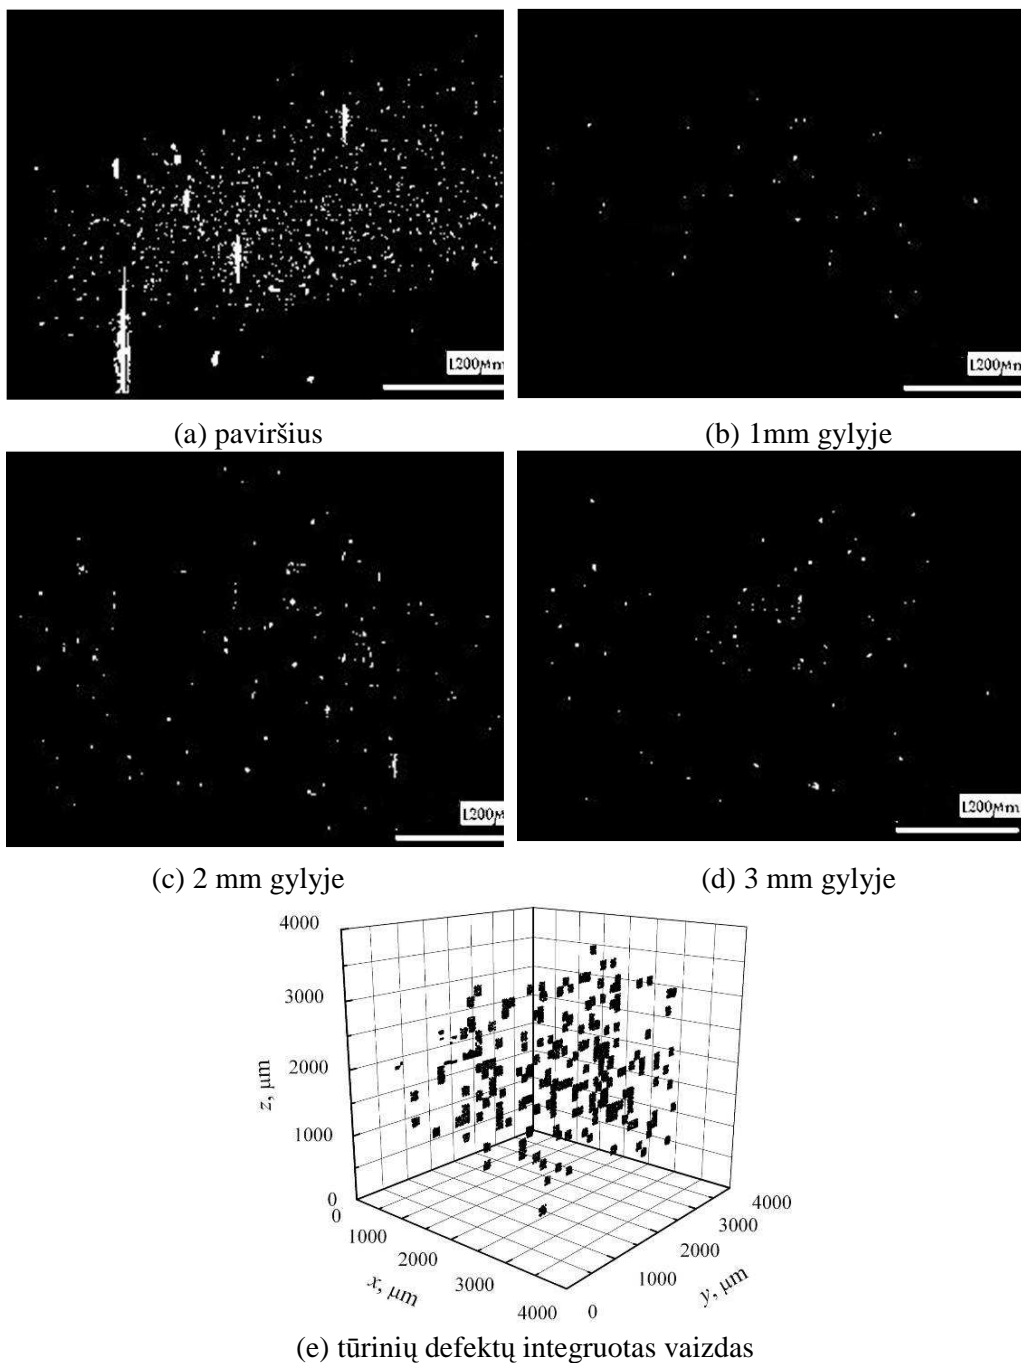 L200µm
L200µm
(a) paviršius
(b) 1mm gylyje
L200µm
L200µm
(c) 2 mm gylyje
(d) 3 mm gylyje
4000
3000
2000
1000
0
z, µm
0
1000
2000
3000
4000
x, µm
0
1000
2000
3000
4000
y, µm
(e) tūrinių defektų integruotas vaizdas